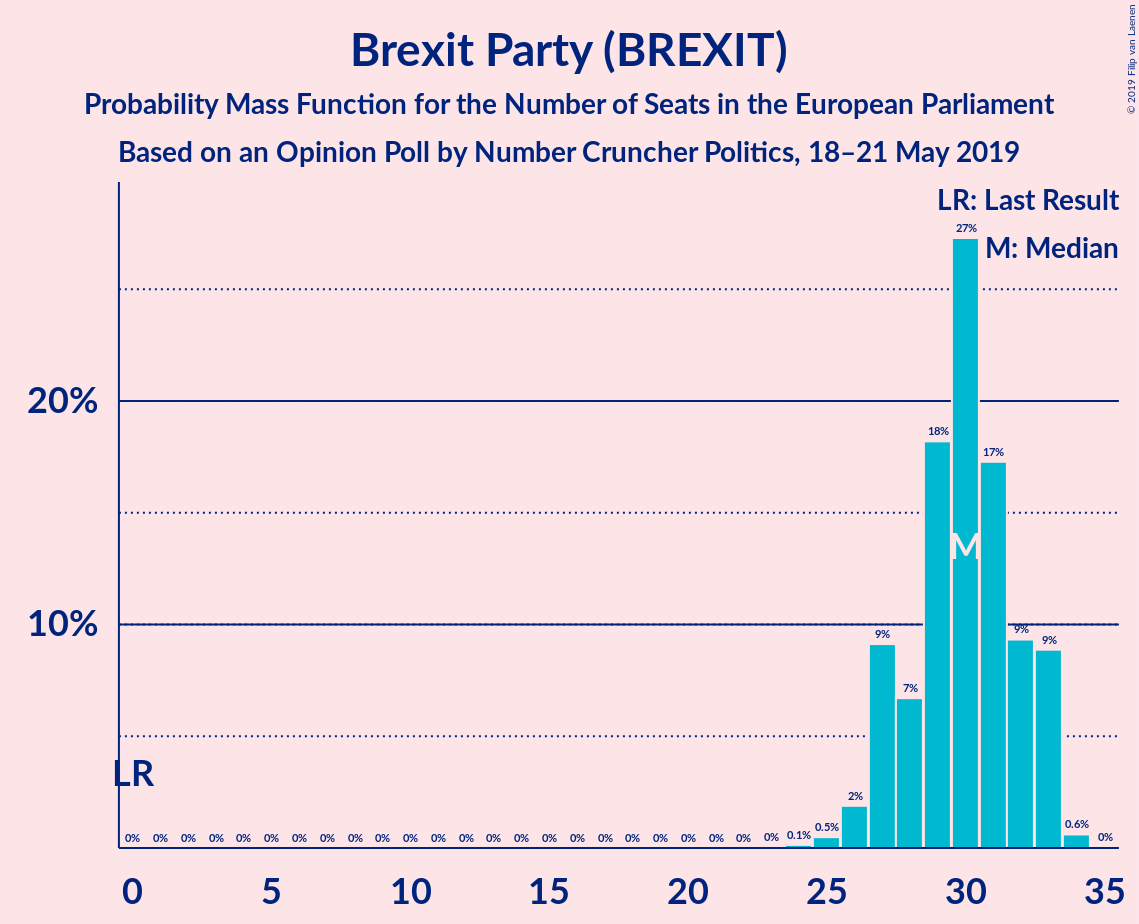 Brexit Party (BREXIT)
Probability Mass Function for the Number of Seats in the European Parliament
Based on an Opinion Poll by Number Cruncher Politics, 18–21 May 2019
© 2019 Filip van Laenen
LR: Last Result
M: Median
27%
20%
18%
17%
M
10%
9%
9%
9%
7%
LR
2%
0% 0% 0% 0% 0% 0% 0% 0% 0% 0% 0% 0% 0% 0% 0% 0% 0% 0% 0% 0% 0% 0% 0% 0% 0.1% 0.5% 0.6% 0%
0 5 10 15 20 25 30 35